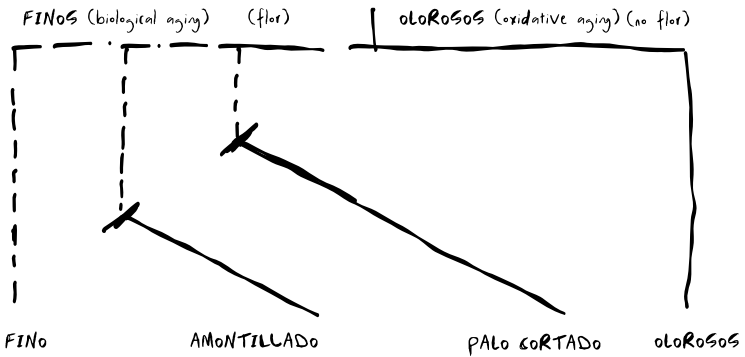 FINOS (biological aging) (flor) OLOROSOS (oxidative aging) (no flor)
FINO AMONTILLADO PALO CORTADO OLOROSOS